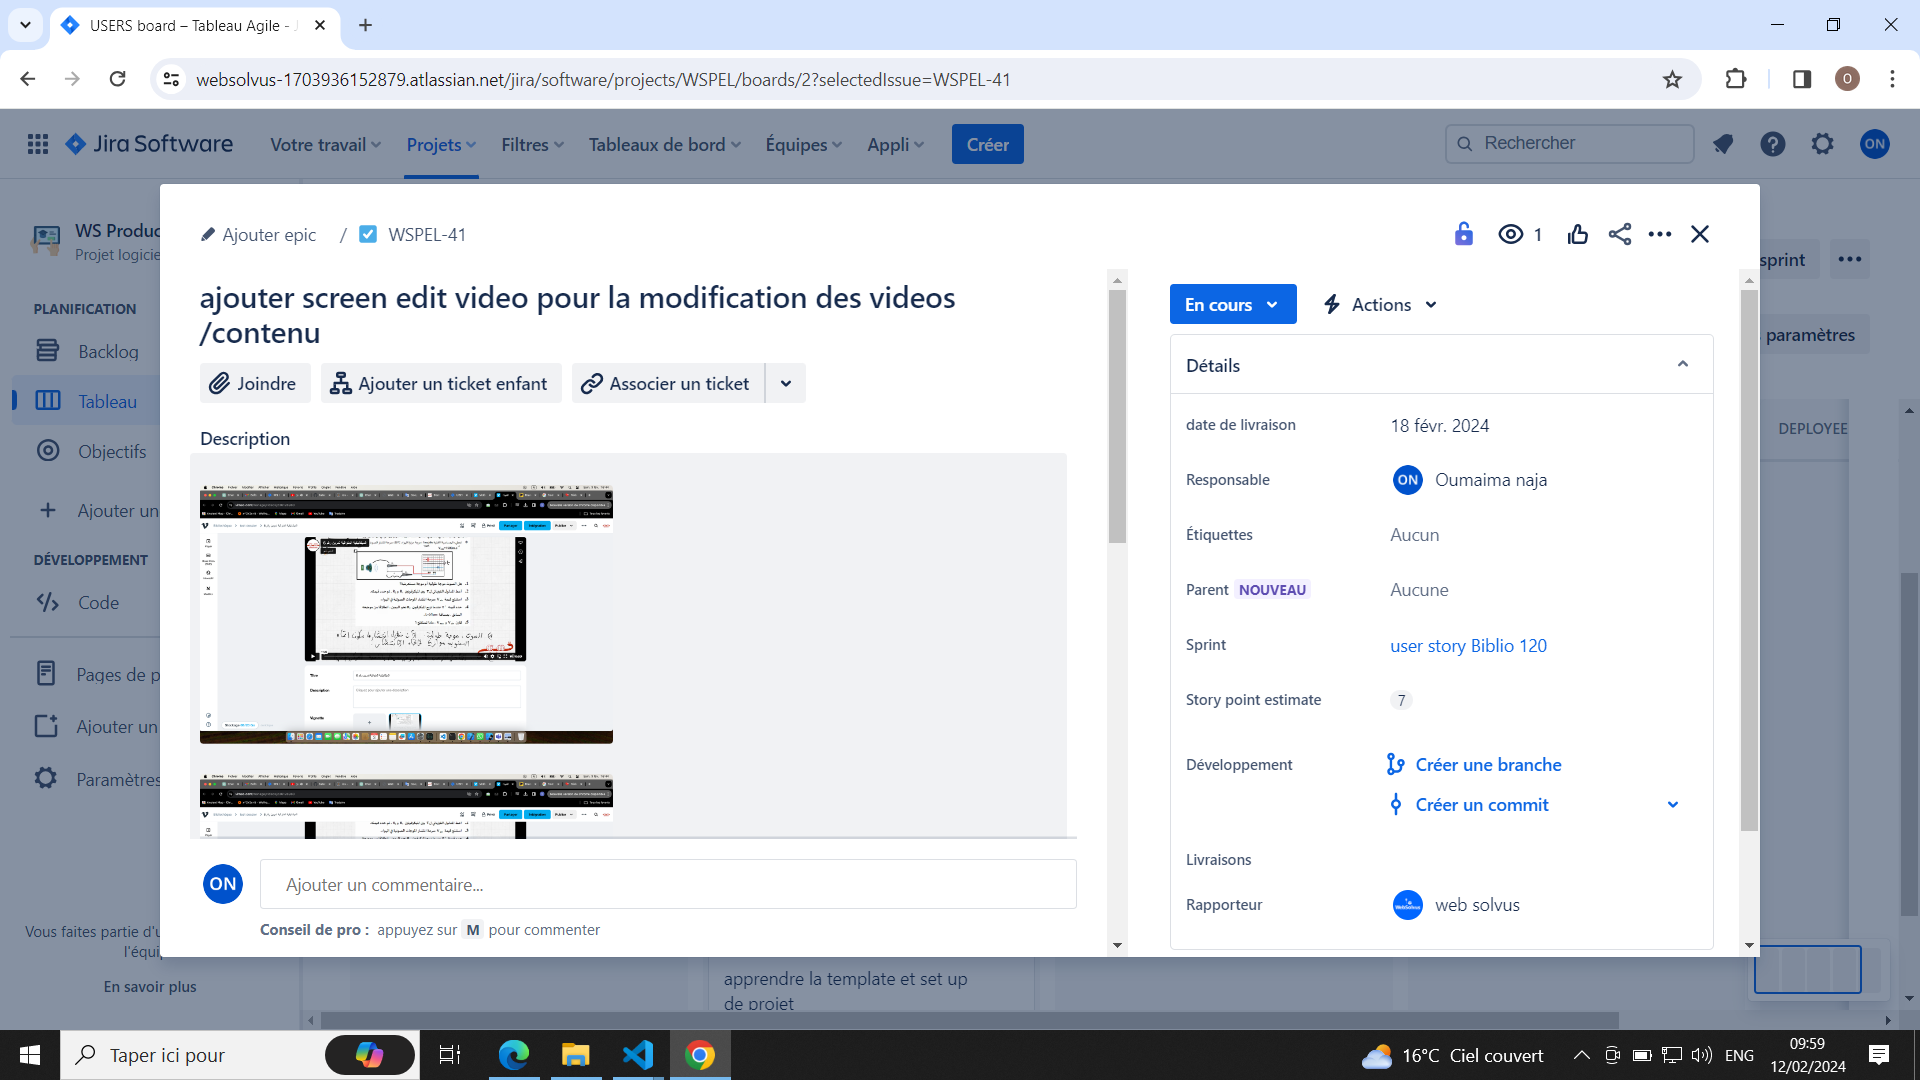 USERS board – Tableau Agile -
websolvus-1703936152879.atlassian.net/jira/software/projects/WSPEL/boards/2?selectedIssue=WSPEL-41
O
Jira Software
Votre travail
Projets
Filtres
Tableaux de bord
Équipes
Appli
Créer
Rechercher
ON
WS Produc
Projet logicie
PLANIFICATION
Backlog
Tableau
Objectifs
Ajouter un
DÉVELOPPEMENT
Code
Pages de p
Ajouter un
Paramètres
Vous faites partie d'u
l'équi
En savoir plus
Ajouter epic / WSPEL-41
1
ajouter screen edit video pour la modification des videos
/contenu
Joindre
Ajouter un ticket enfant
Associer un ticket
Description
Titre
Description
Vignette
ON
Ajouter un commentaire...
Conseil de pro : appuyez sur M pour commenter
En cours
Actions
Détails
date de livraison 18 févr. 2024
Responsable ON Oumaima naja
Étiquettes Aucun
Parent NOUVEAU Aucune
Sprint user story Biblio 120
Story point estimate 7
Développement Créer une branche
Créer un commit
Livraisons
Rapporteur web solvus
sprint
paramètres
DEPLOYEE
apprendre la template et set up
de projet
Taper ici pour
16°C Ciel couvert
ENG
09:59
12/02/2024